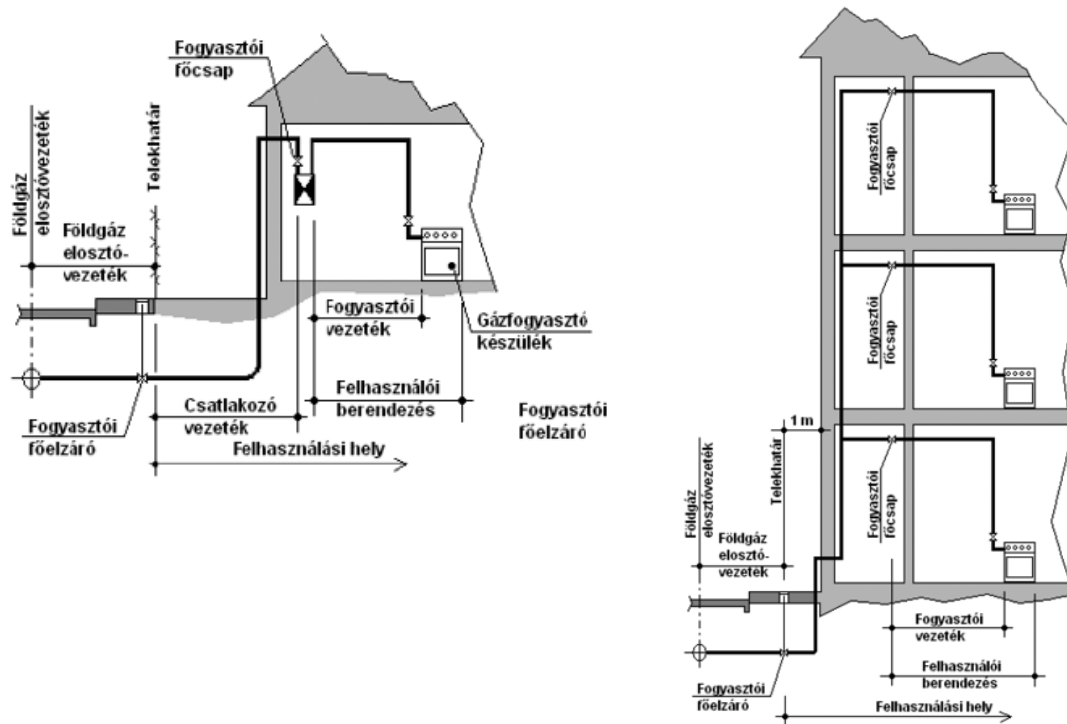 Fogyasztói
főcsap
Földgáz
elosztóvezeték
Telekhatár
Földgáz
elosztó-
vezeték
Fogyasztói
vezeték
Gázfogyasztó
készülék
Felhasználói
berendezés
Csatlakozó
vezeték
Fogyasztói
főelzáró
Fogyasztói
főelzáró
Felhasználási hely
Fogyasztói
főcsap
Fogyasztói
főcsap
1 m
Fogyasztói
főcsap
Földgáz
elosztóvezeték
Telekhatár
Földgáz
elosztó-
vezeték
Fogyasztói
vezeték
Felhasználói
berendezés
Fogyasztói
főelzáró
Felhasználási hely